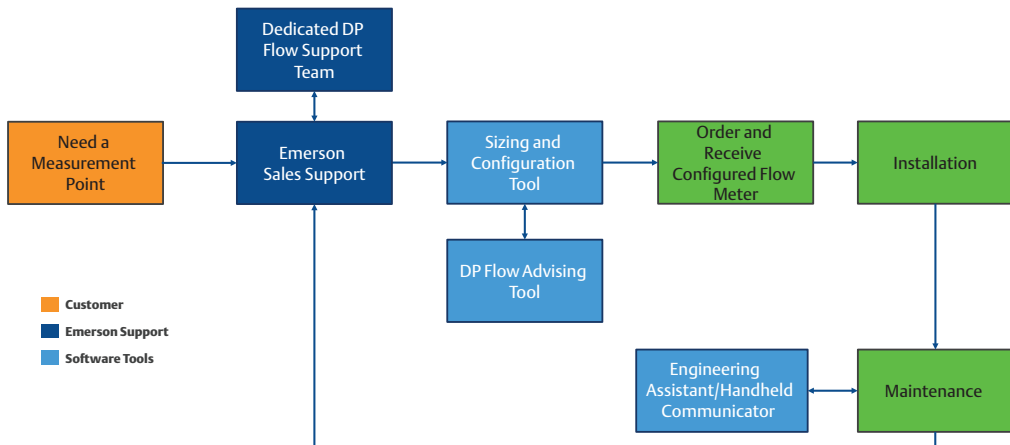 Dedicated DP
Flow Support
Team
Need a
Measurement
Point
Emerson
Sales Support
Sizing and
Configuration
Tool
Order and
Receive
Configured Flow
Meter
Installation
DP Flow Advising
Tool
Customer
Emerson Support
Software Tools
Engineering
Assistant/Handheld
Communicator
Maintenance